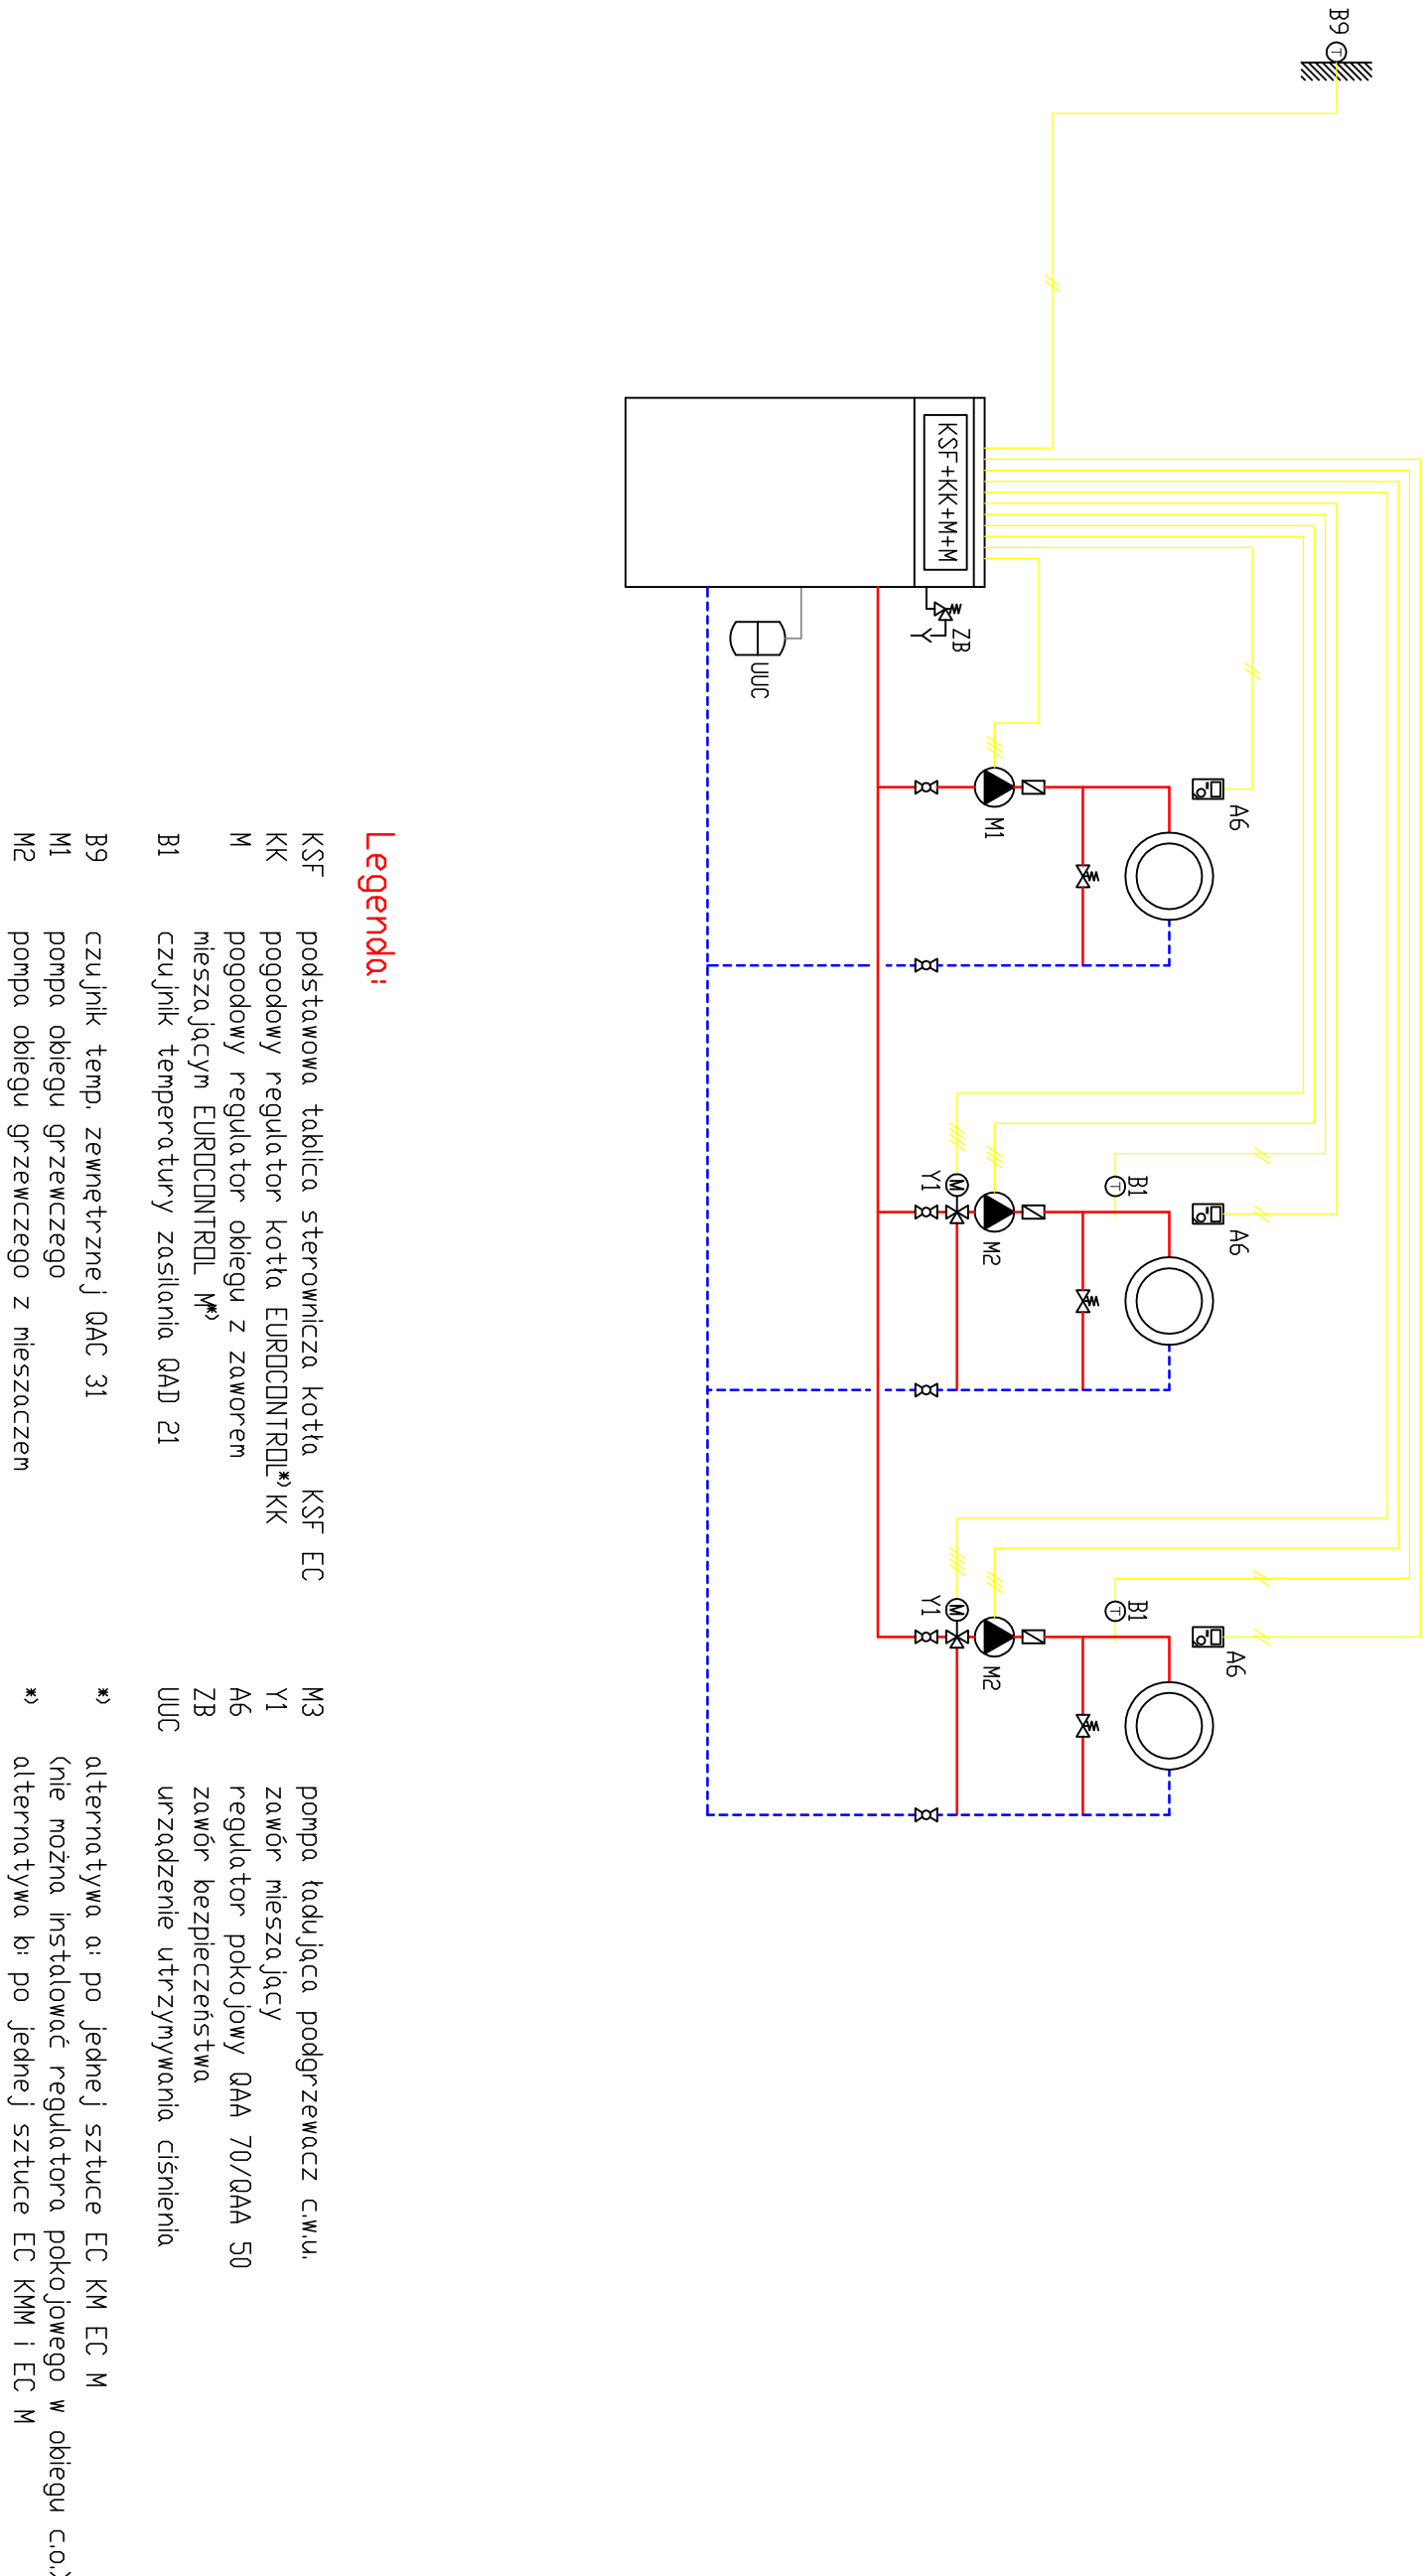 B9 T
KSF+KK+M+M
ZB
UUC
A6
M1
A6
B1
T
M2
M
Y1
A6
B1
T
M2
M
Y1
Legenda:
KSF podstawowa tablica sterownicza kotła KSF EC
KK pogodowy regulator kotła EUROCONTROL*) KK
M pogodowy regulator obiegu z zaworem
mieszającym EUROCONTROL M*)
B1 czujnik temperatury zasilania QAD 21
B9 czujnik temp. zewnętrznej QAC 31
M1 pompa obiegu grzewczego
M2 pompa obiegu grzewczego z mieszaczem
M3 pompa ładująca podgrzewacz c.w.u.
Y1 zawór mieszający
A6 regulator pokojowy QAA 70/QAA 50
ZB zawór bezpieczeństwa
UUC urządzenie utrzymywania ciśnienia
*) alternatywa a: po jednej sztuce EC KM EC M
(nie można instalować regulatora pokojowego w obiegu c.o.)
*) alternatywa b: po jednej sztuce EC KMM i EC M